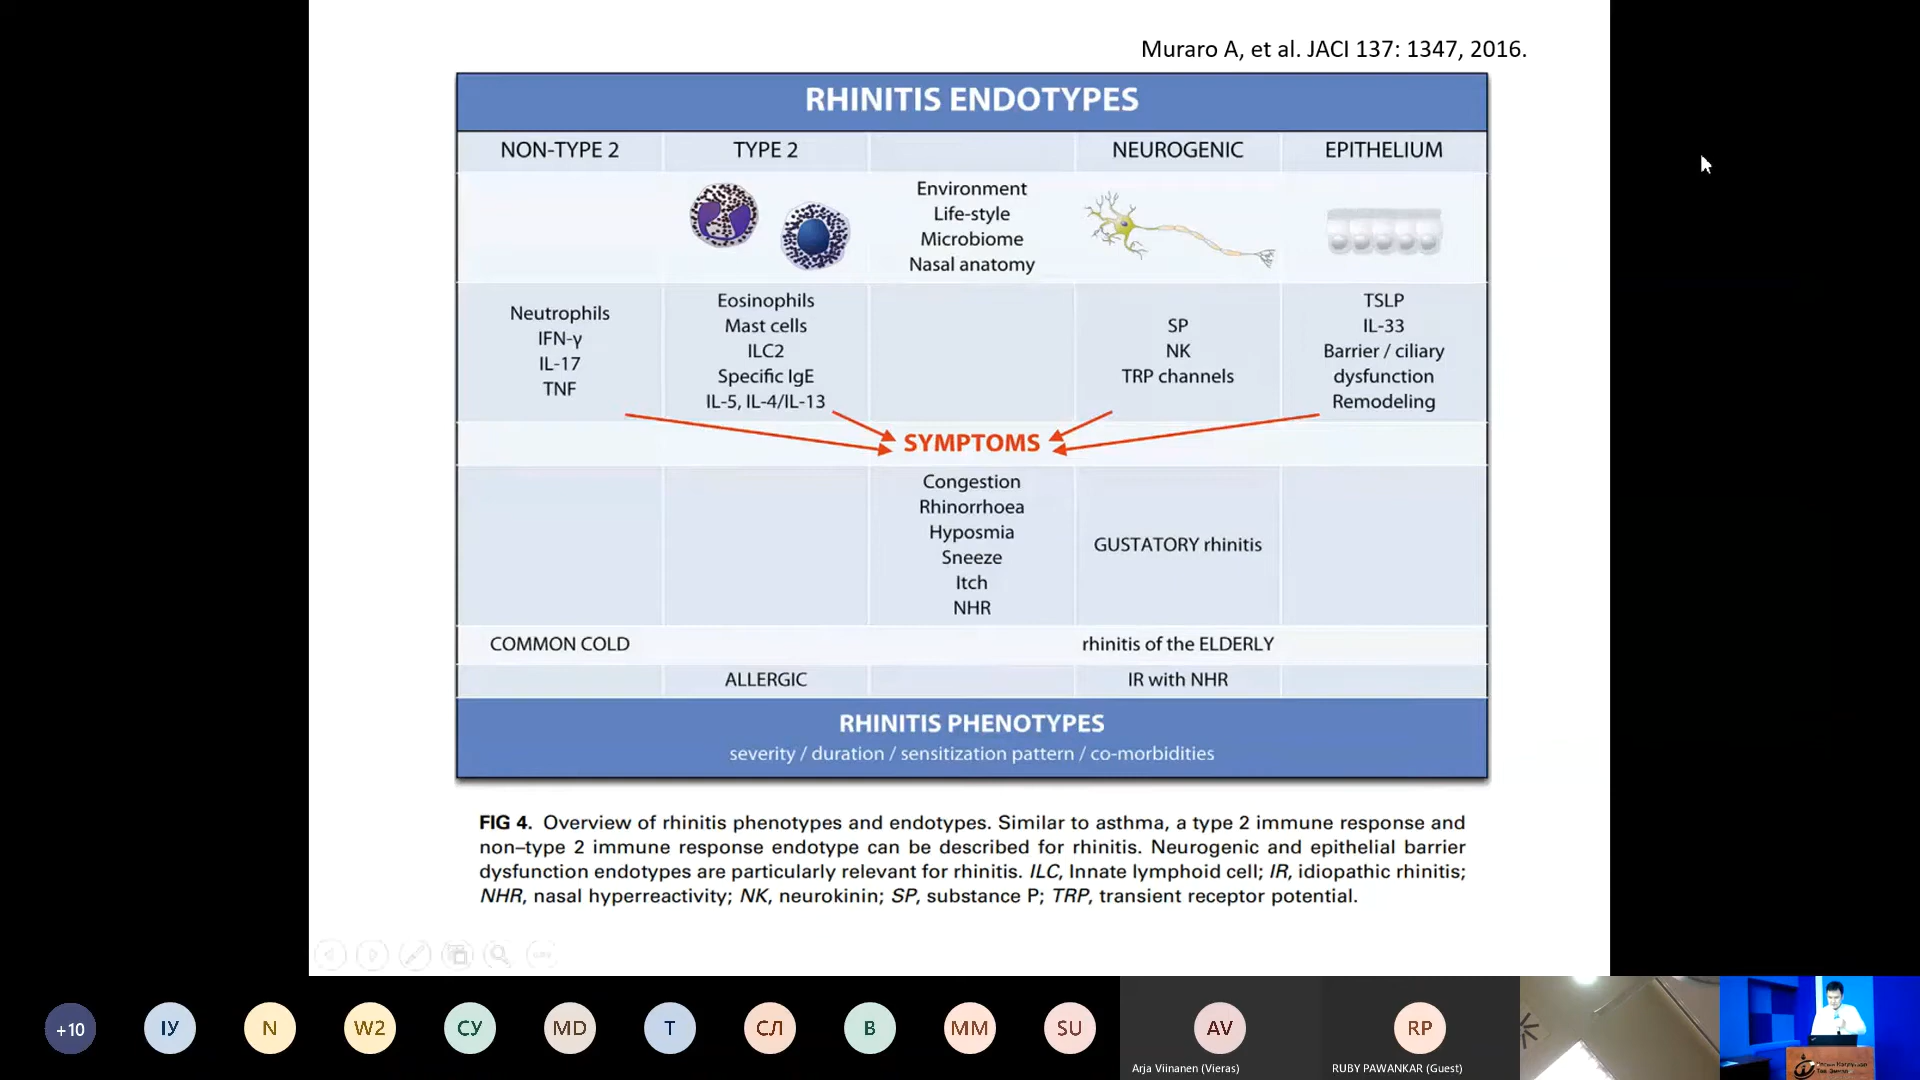 Muraro A, et al. JACI 137: 1347, 2016.
RHINITIS ENDOTYPES
NON-TYPE 2
TYPE 2
NEUROGENIC
EPITHELIUM
Environment
Life-style
Microbiome
Nasal anatomy
Neutrophils
IFN-γ
IL-17
TNF
Eosinophils
Mast cells
ILC2
Specific IgE
IL-5, IL-4/IL-13
SP
NK
TRP channels
TSLP
IL-33
Barrier / ciliary
dysfunction
Remodeling
SYMPTOMS
Congestion
Rhinorrhoea
Hyposmia
Sneeze
Itch
NHR
GUSTATORY rhinitis
COMMON COLD
rhinitis of the ELDERLY
ALLERGIC
IR with NHR
RHINITIS PHENOTYPES
severity / duration / sensitization pattern / co-morbidities
FIG 4. Overview of rhinitis phenotypes and endotypes. Similar to asthma, a type 2 immune response and
non–type 2 immune response endotype can be described for rhinitis. Neurogenic and epithelial barrier
dysfunction endotypes are particularly relevant for rhinitis. ILC, Innate lymphoid cell; IR, idiopathic rhinitis;
NHR, nasal hyperreactivity; NK, neurokinin; SP, substance P; TRP, transient receptor potential.
+10
ІУ
N
W2
СУ
MD
T
СЛ
В
MM
SU
AV
RP
Arja Viinanen (Vieras)
RUBY PAWANKAR (Guest)